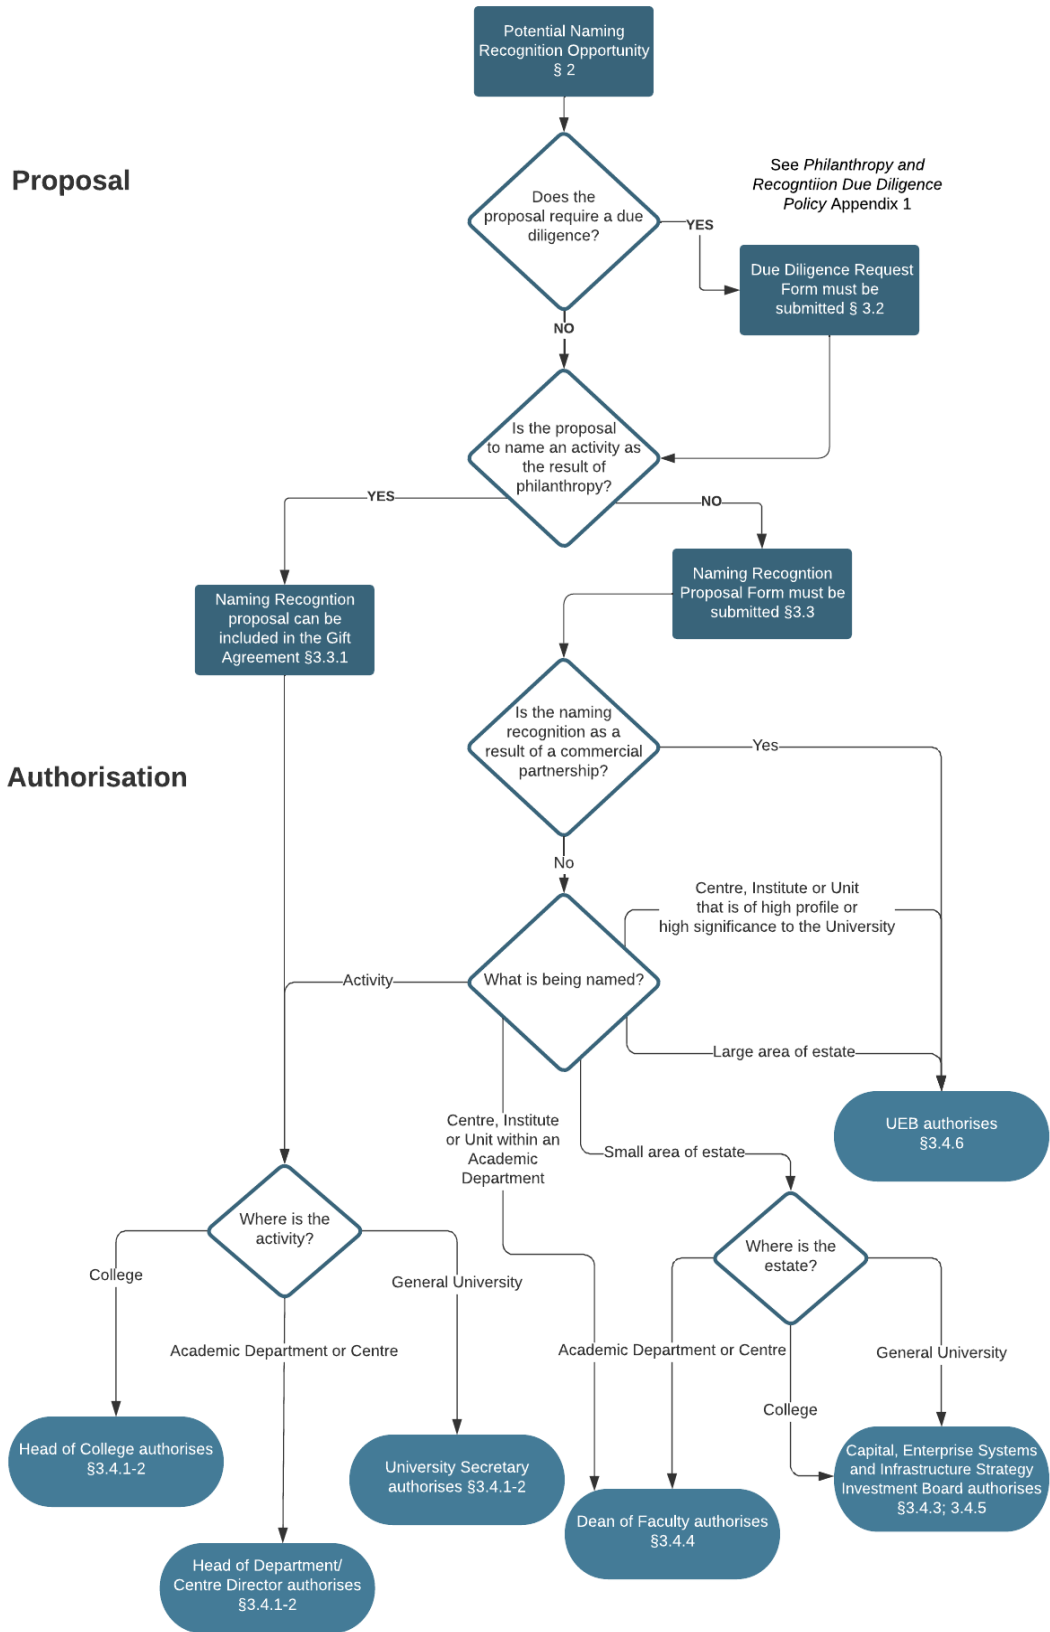 Potential Naming
Recognition Opportunity
§ 2
Proposal
See Philanthropy and
Recogntiion Due Diligence
Policy Appendix 1
Does the
proposal require a due
diligence?
YES
Due Diligence Request
Form must be
submitted § 3.2
NO
Is the proposal
to name an activity as
the result of
philanthropy?
YES
NO
Naming Recogntion
Proposal Form must be
submitted §3.3
Naming Recogntion
proposal can be
included in the Gift
Agreement §3.3.1
Is the naming
recognition as a
result of a commercial
partnership?
Yes
Authorisation
No
Centre, Institute or Unit
that is of high profile or
high significance to the University
What is being named?
Activity
Large area of estate
Centre, Institute
or Unit within an
Academic
Department
UEB authorises
§3.4.6
Small area of estate
Where is the
activity?
Where is the
estate?
College
General University
Academic Department or Centre
Academic Department or Centre
General University
College
Head of College authorises
§3.4.1-2
University Secretary
authorises §3.4.1-2
Capital, Enterprise Systems
and Infrastructure Strategy
Investment Board authorises
§3.4.3; 3.4.5
Dean of Faculty authorises
§3.4.4
Head of Department/
Centre Director authorises
§3.4.1-2